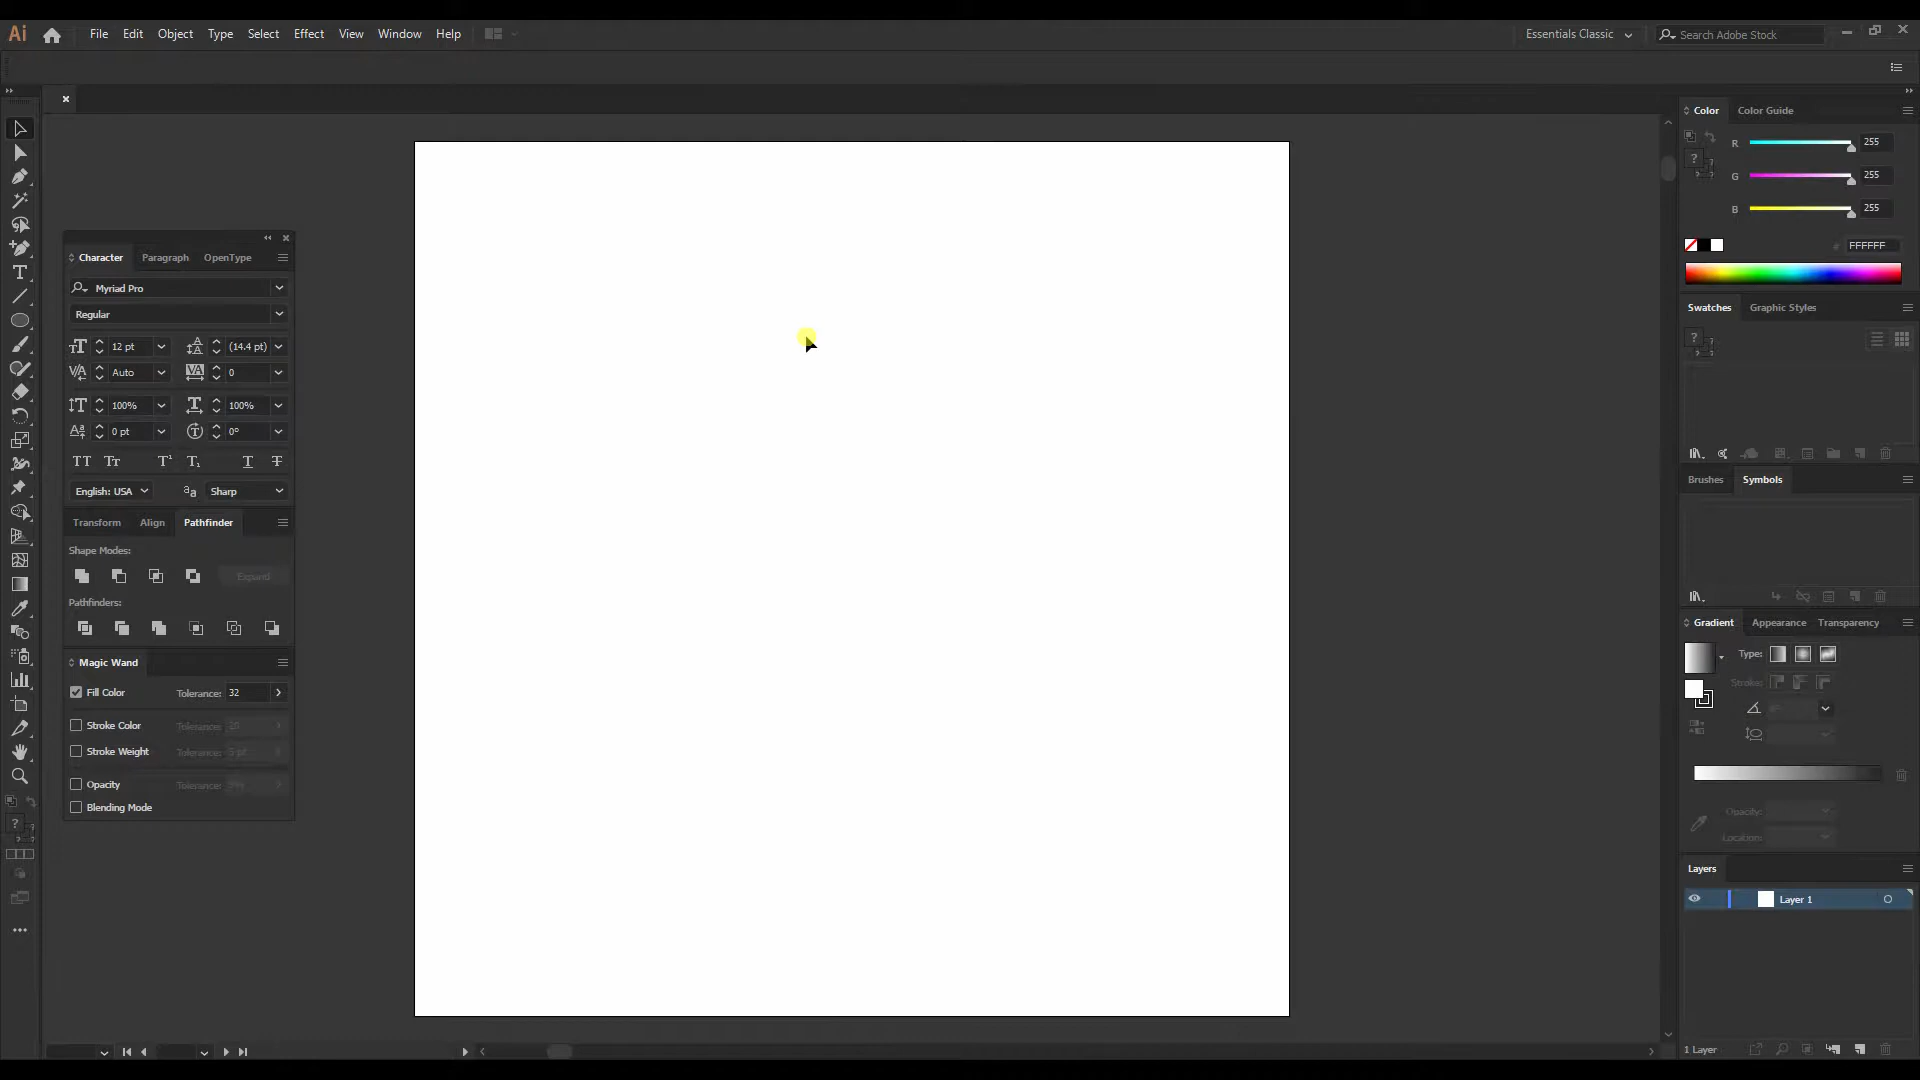 Ai File Edit Object Type Select Effect View Window Help Essentials Classic Search Adobe Stock
Color Color Guide
R 255
G 255
B 255
# FFFFFF
Character Paragraph OpenType
Myriad Pro
Regular
12 pt (14.4 pt)
Auto 0
100% 100%
0 pt 0°
English: USA Sharp
Transform Align Pathfinder
Shape Modes:
Expand
Pathfinders:
Magic Wand
Fill Color Tolerance: 32
Stroke Color Tolerance: 20
Stroke Weight Tolerance: 5 pt
Opacity Tolerance:
Blending Mode
Swatches Graphic Styles
Brushes Symbols
Gradient Appearance Transparency
Type:
Stroke:
Opacity:
Location:
Layers
Layer 1
1 Layer